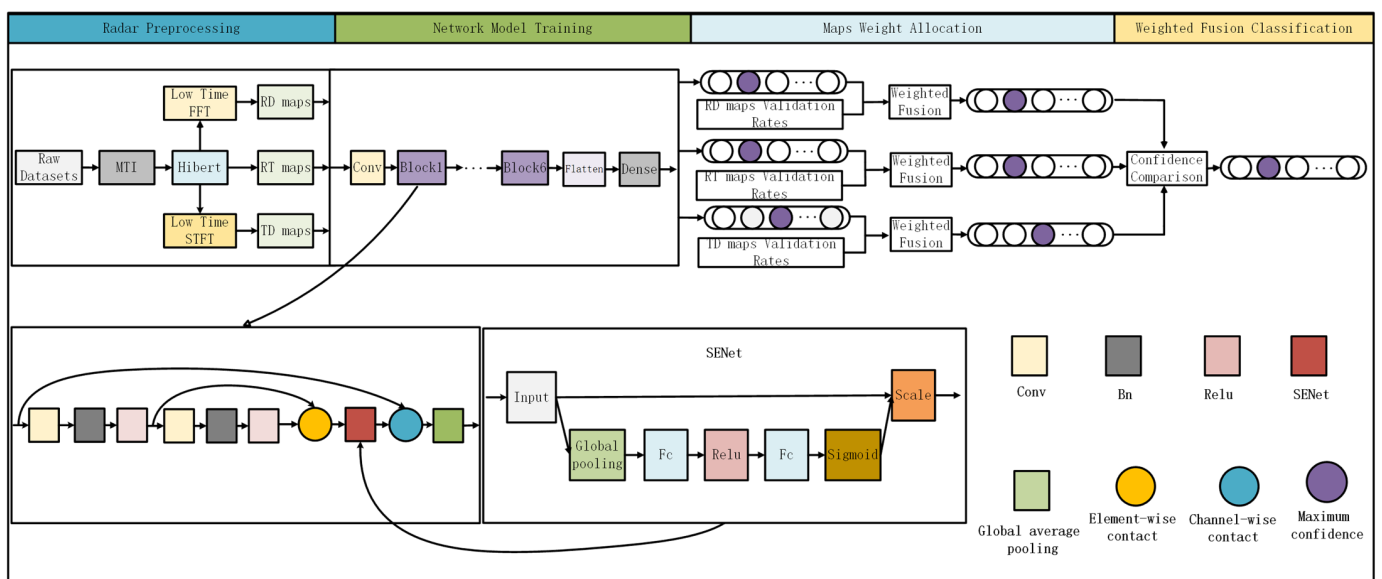 Radar Preprocessing
Network Model Training
Maps Weight Allocation
Weighted Fusion Classification
Raw
Datasets
MTI
Hibert
Low Time
FFT
RD maps
RT maps
Low Time
STFT
TD maps
Conv
Block1
Block6
Flatten
Dense
RD maps Validation
Rates
Weighted
Fusion
RT maps Validation
Rates
Weighted
Fusion
TD maps Validation
Rates
Weighted
Fusion
Confidence
Comparison
SENet
Input
Scale
Global
pooling
Fc
Relu
Fc
Sigmoid
Conv
Bn
Relu
SENet
Global average
pooling
Element-wise
contact
Channel-wise
contact
Maximum
confidence